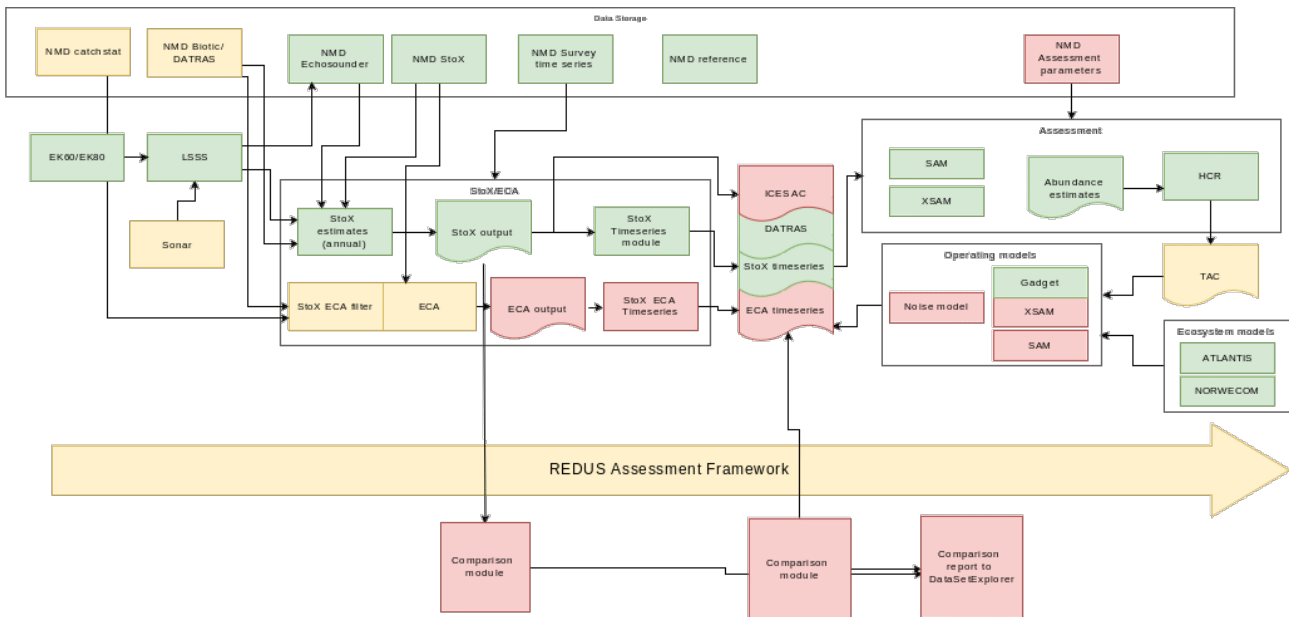 Data Storage
NMD catchstat
NMD Biotic/
DATRAS
NMD
Echosounder
NMD StoX
NMD Survey
time series
NMD reference
NMD
Assessment
parameters
EK60/EK80
LSSS
Sonar
StoX/ECA
StoX
estimates
(annual)
StoX output
StoX
Timeseries
module
StoX ECA filter
ECA
ECA output
StoX ECA
Timeseries
ICES AC
DATRAS
StoX timeseries
ECA timeseries
Assessment
SAM
XSAM
Abundance
estimates
HCR
Operating models
Noise model
Gadget
XSAM
SAM
TAC
Ecosystem models
ATLANTIS
NORWECOM
REDUS Assessment Framework
Comparison
module
Comparison
module
Comparison
report to
DataSetExplorer